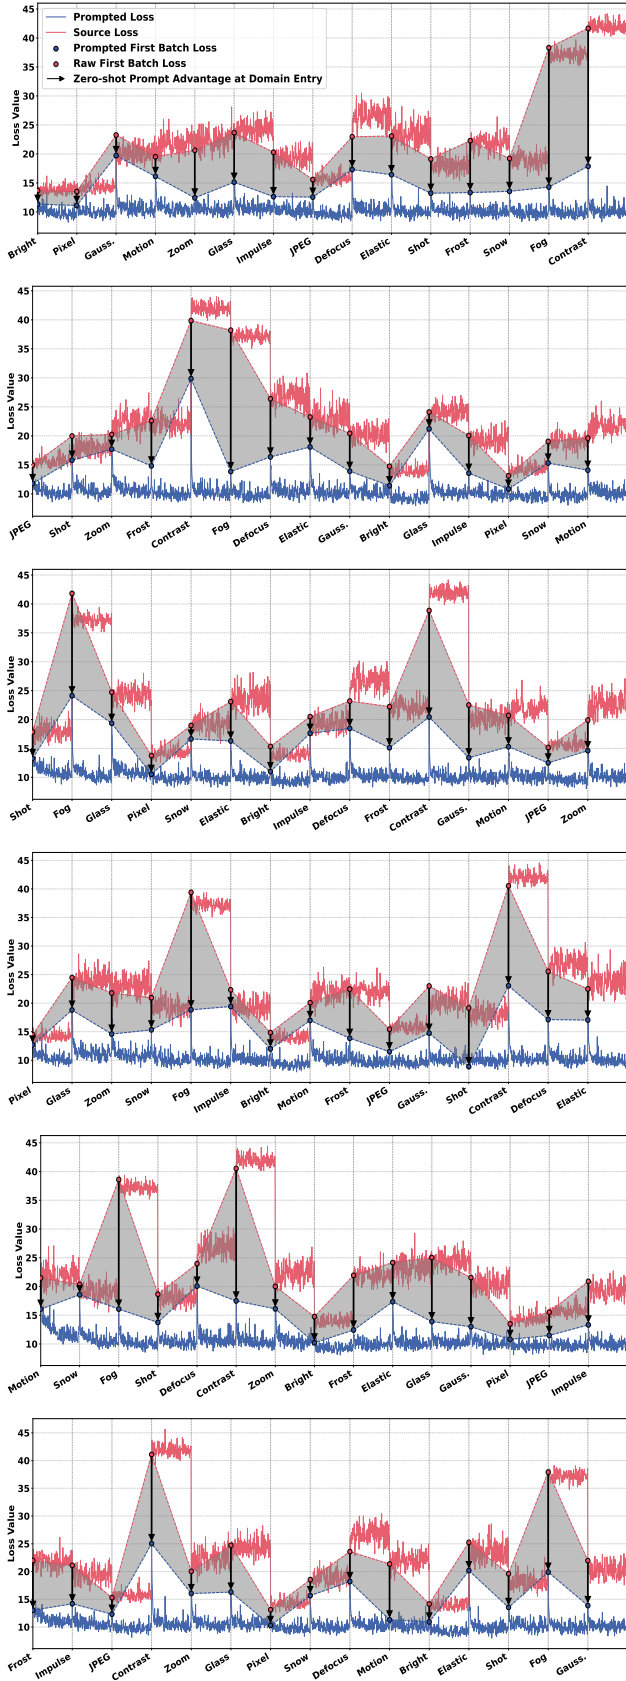 Prompted Loss
Source Loss
Prompted First Batch Loss
Raw First Batch Loss
Zero-shot Prompt Advantage at Domain Entry
Loss Value
45
40
35
30
25
20
15
10
Bright Pixel Gauss. Motion Zoom Glass Impulse JPEG Defocus Elastic Shot Frost Snow Fog Contrast
Loss Value
45
40
35
30
25
20
15
10
JPEG Shot Zoom Frost Contrast Fog Defocus Elastic Gauss. Bright Glass Impulse Pixel Snow Motion
Loss Value
45
40
35
30
25
20
15
10
Shot Fog Glass Pixel Snow Elastic Bright Impulse Defocus Frost Contrast Gauss. Motion JPEG Zoom
Loss Value
45
40
35
30
25
20
15
10
Pixel Glass Zoom Snow Fog Impulse Bright Motion Frost JPEG Gauss. Shot Contrast Defocus Elastic
Loss Value
45
40
35
30
25
20
15
10
Motion Snow Fog Shot Defocus Contrast Zoom Bright Frost Elastic Glass Gauss. Pixel JPEG Impulse
Loss Value
45
40
35
30
25
20
15
10
Frost Impulse JPEG Contrast Zoom Glass Pixel Snow Defocus Motion Bright Elastic Shot Fog Gauss.